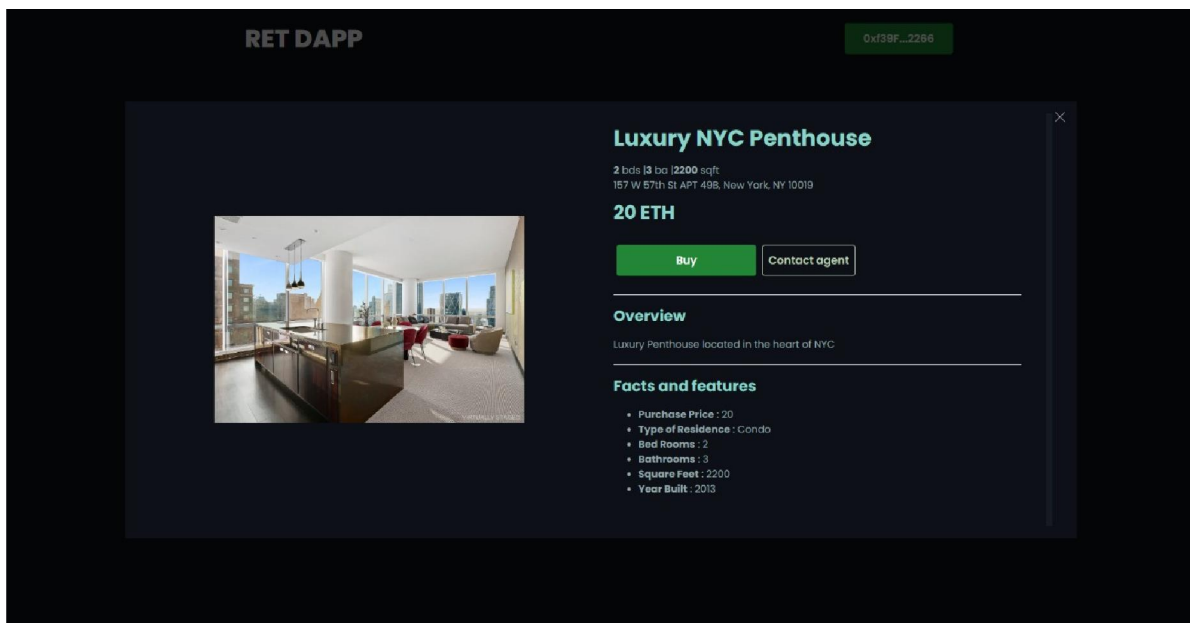 RET DAPP
0xf39F...2266
Luxury NYC Penthouse
2 bds |3 ba |2200 sqft
157 W 57th St APT 49B, New York, NY 10019
20 ETH
Buy
Contact agent
Overview
Luxury Penthouse located in the heart of NYC
Facts and features
• Purchase Price : 20
• Type of Residence : Condo
• Bed Rooms : 2
• Bathrooms : 3
• Square Feet : 2200
• Year Built : 2013
VIRTUALLY STAGED